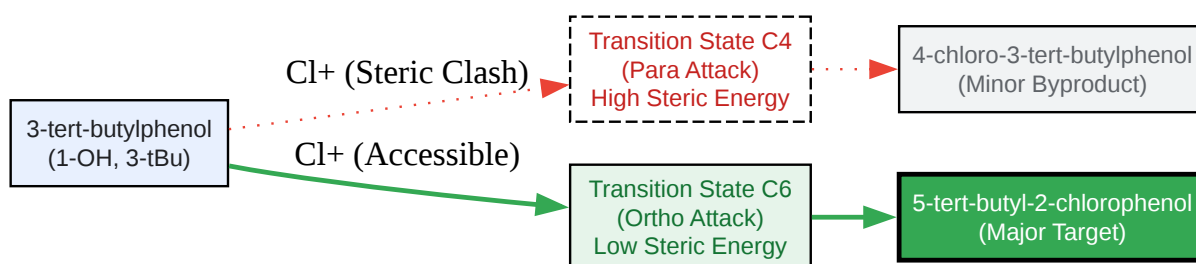 3-tert-butylphenol
(1-OH, 3-tBu)
Cl+ (Steric Clash)
Cl+ (Accessible)
Transition State C4
(Para Attack)
High Steric Energy
4-chloro-3-tert-butylphenol
(Minor Byproduct)
Transition State C6
(Ortho Attack)
Low Steric Energy
5-tert-butyl-2-chlorophenol
(Major Target)